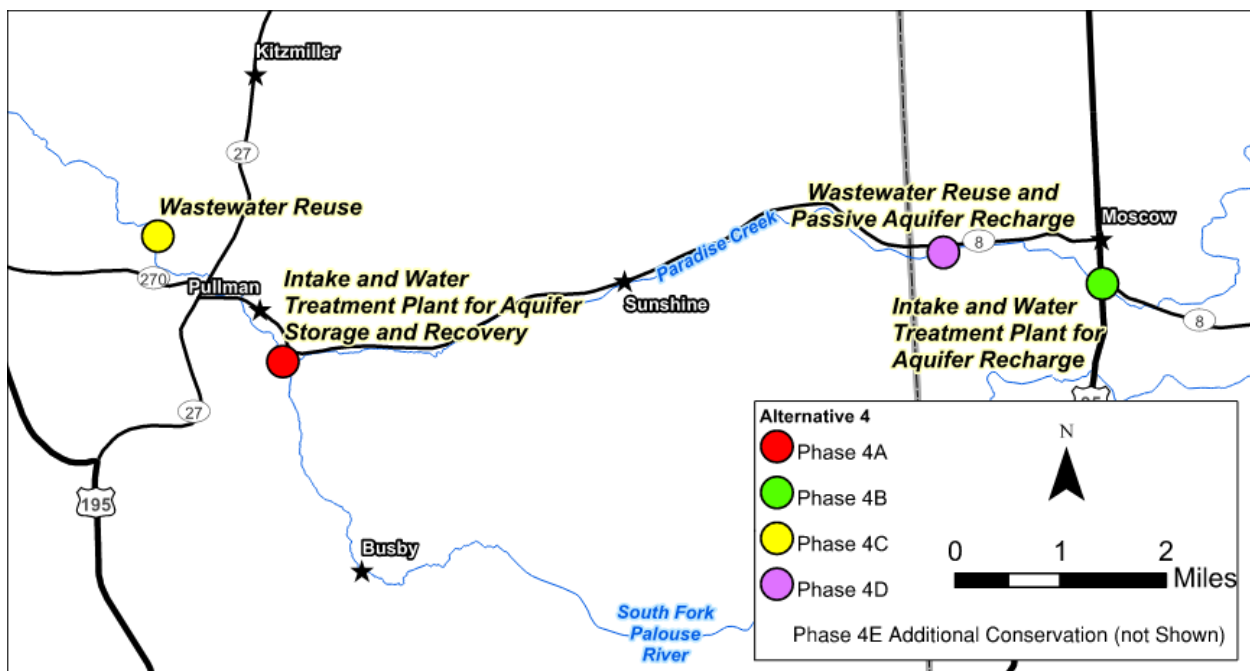 Kitzmiller
27
Wastewater Reuse
270
Pullman
Intake and Water
Treatment Plant for Aquifer
Storage and Recovery
Sunshine
Paradise Creek
Wastewater Reuse and
Passive Aquifer Recharge
Moscow
8
Intake and Water
Treatment Plant for
Aquifer Recharge
8
27
195
Busby
South Fork
Palouse
River
Alternative 4
Phase 4A
Phase 4B
Phase 4C
Phase 4D
N
0 1 2
Miles
Phase 4E Additional Conservation (not Shown)